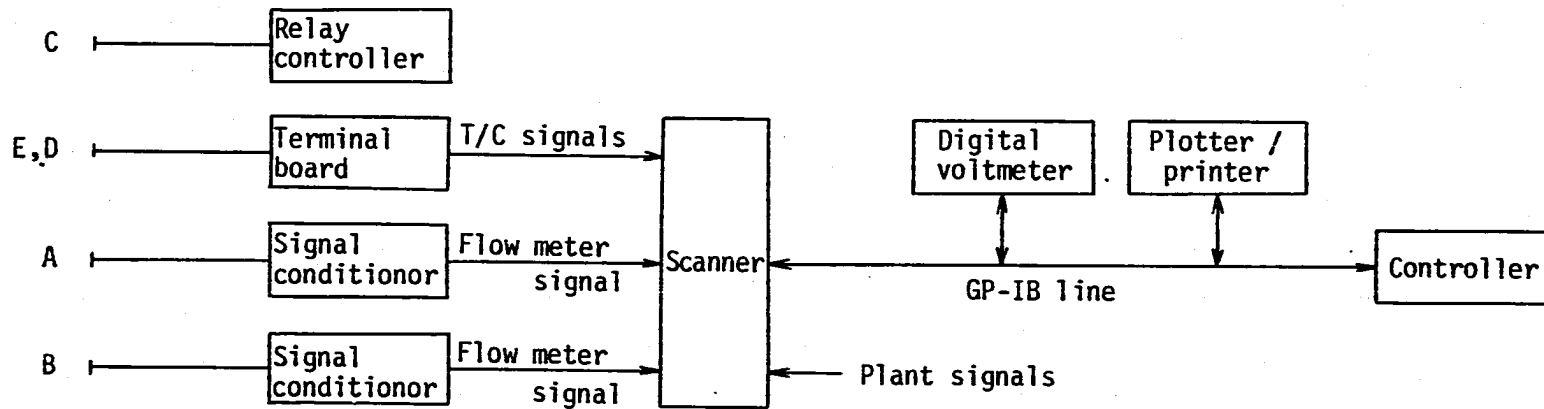 C
Relay
controller
E,D
Terminal
board
T/C signals
A
Signal
conditionor
Flow meter
signal
B
Signal
conditionor
Flow meter
signal
Scanner
Digital
voltmeter
Plotter /
printer
GP-IB line
Controller
Plant signals